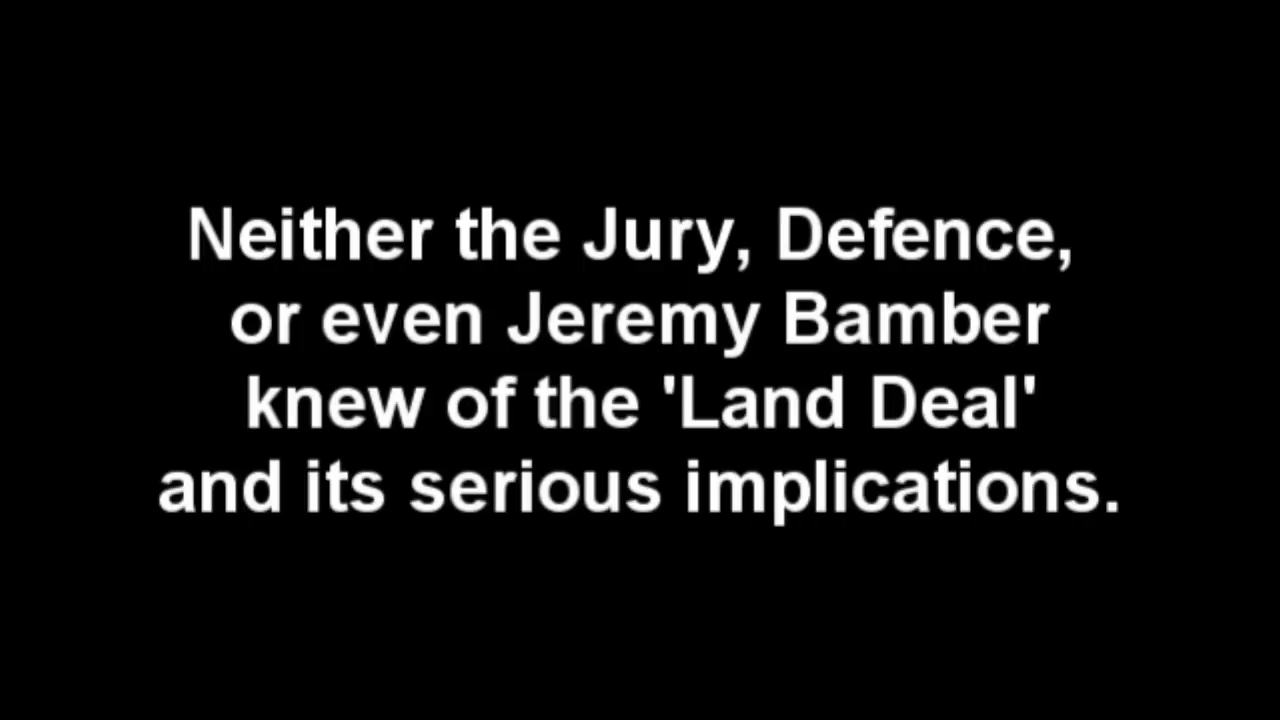 Neither the Jury, Defence,
or even Jeremy Bamber
knew of the 'Land Deal'
and its serious implications.